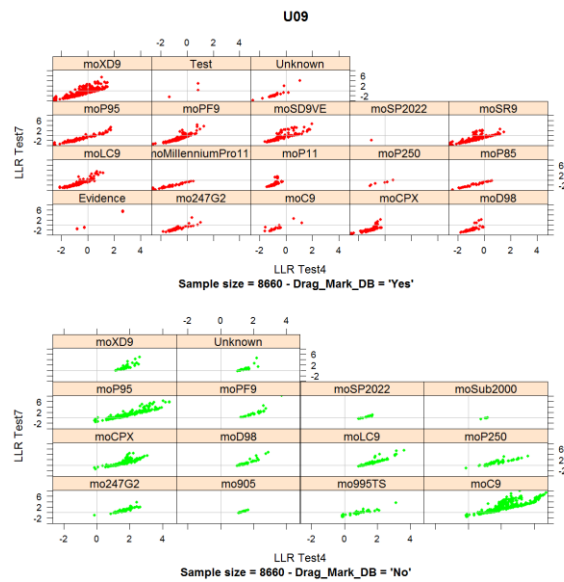 U09
0 2 4
moXD9 Test Unknown
6
2
-2
moP95 moPF9 moSD9VE moSP2022 moSR9
6
2
-2
6
2
-2
moLC9 moMillenniumPro11 moP11 moP250 moP85
6
2
-2
Evidence mo247G2 moC9 moCPX moD98
6
2
-2
-2 0 2 4 -2 0 2 4 -2 0 2 4
LLR Test7
LLR Test4
Sample size = 8660 - Drag_Mark_DB = 'Yes'
0 2 4
moXD9 Unknown
6
2
-2
moP95 moPF9 moSP2022 moSub2000
6
2
-2
moCPX moD98 moLC9 moP250
6
2
-2
mo247G2 mo905 mo995TS moC9
6
2
-2
-2 0 2 4 -2 0 2 4
LLR Test7
LLR Test4
Sample size = 8660 - Drag_Mark_DB = 'No'